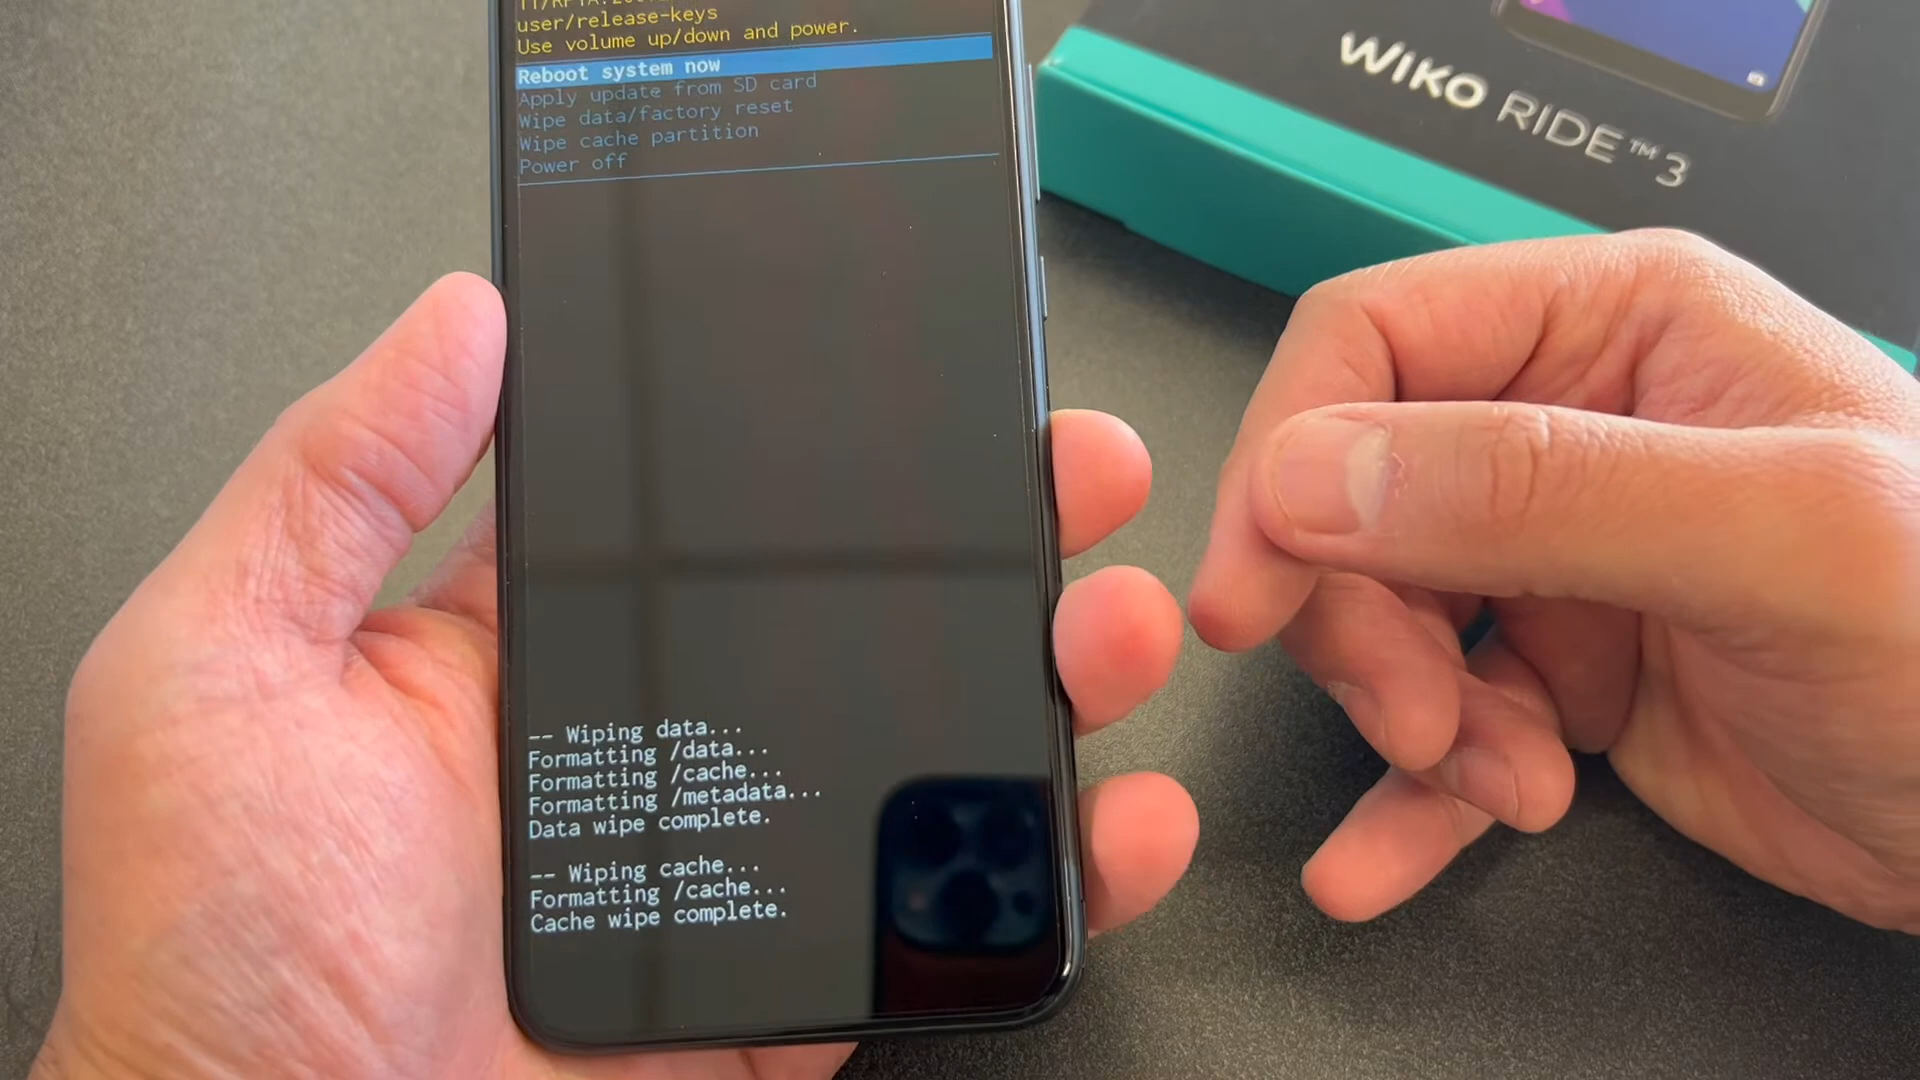 user/release-keys
Use volume up/down and power.
Reboot system now
Apply update from SD card
Wipe data/factory reset
Wipe cache partition
Power off
-- Wiping data...
Formatting /data...
Formatting /cache...
Formatting /metadata...
Data wipe complete.
-- Wiping cache...
Formatting /cache...
Cache wipe complete.
WIKO RIDE™3